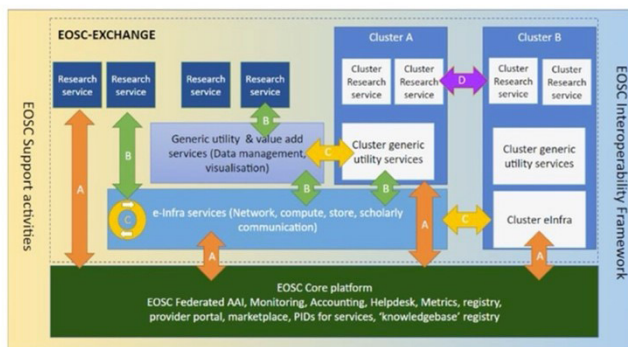 EOSC-EXCHANGE
Cluster A
Cluster B
Research
service
Research
service
Research
service
Research
service
Cluster
Research
service
Cluster
Research
service
D
Cluster
Research
service
Cluster
Research
service
B
Generic utility & value add
services (Data management,
visualisation)
C
Cluster generic
utility services
Cluster generic
utility services
A
B
B
B
C
e-Infra services (Network, compute, store, scholarly
communication)
A
C
Cluster eInfra
A
A
EOSC Core platform
EOSC Federated AAI, Monitoring, Accounting, Helpdesk, Metrics, registry,
provider portal, marketplace, PIDs for services, 'knowledgebase' registry
EOSC Support activities
EOSC Interoperability Framework